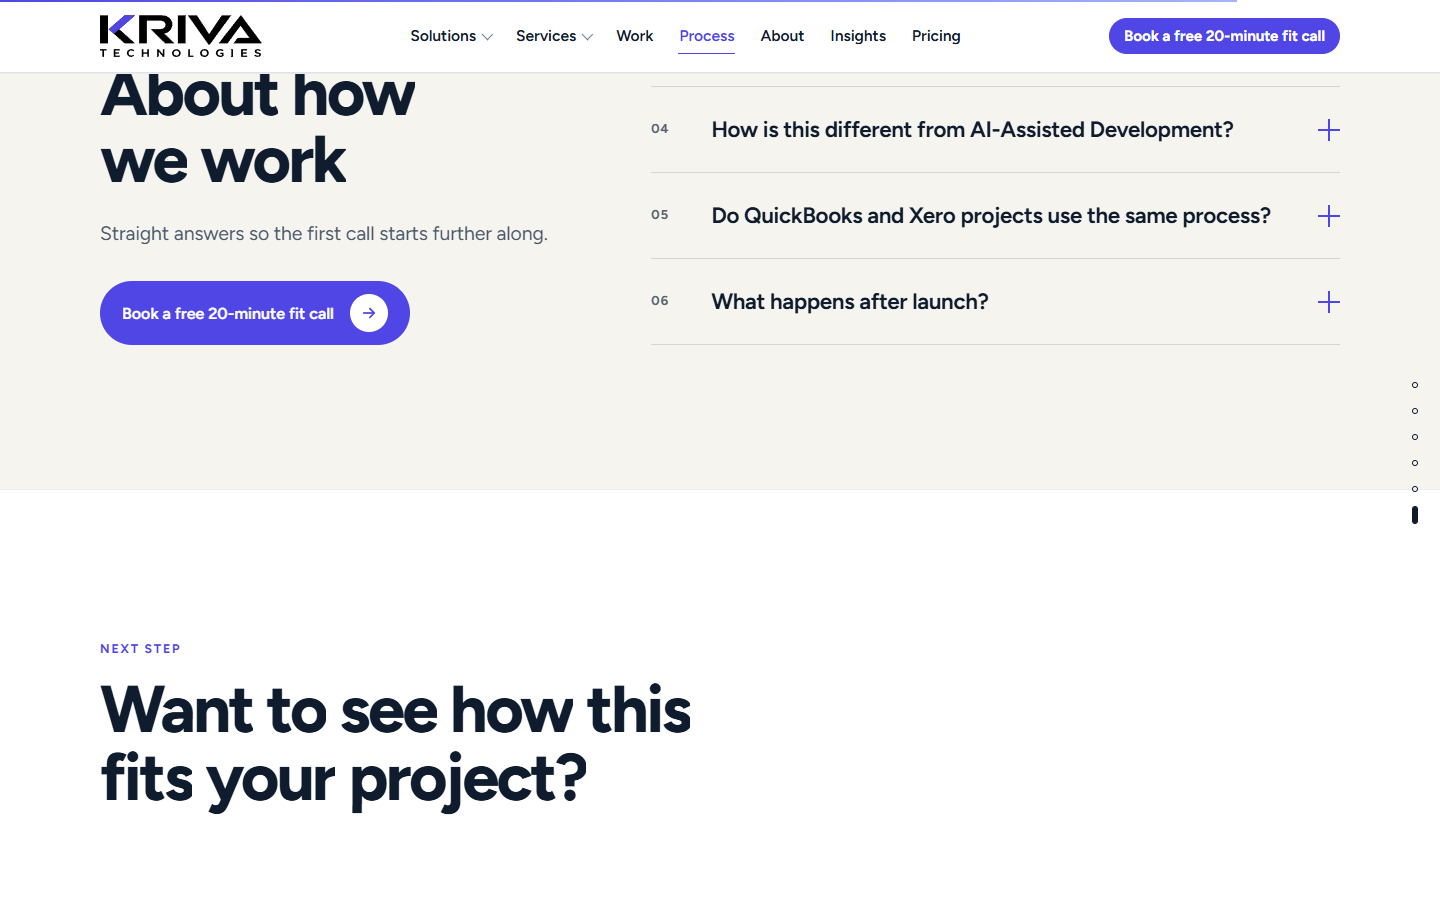 KRIVA
TECHNOLOGIES
Solutions
Services
Work
Process
About
Insights
Pricing
Book a free 20-minute fit call
About how
we work
Straight answers so the first call starts further along.
Book a free 20-minute fit call
04 How is this different from AI-Assisted Development?
05 Do QuickBooks and Xero projects use the same process?
06 What happens after launch?
NEXT STEP
Want to see how this
fits your project?